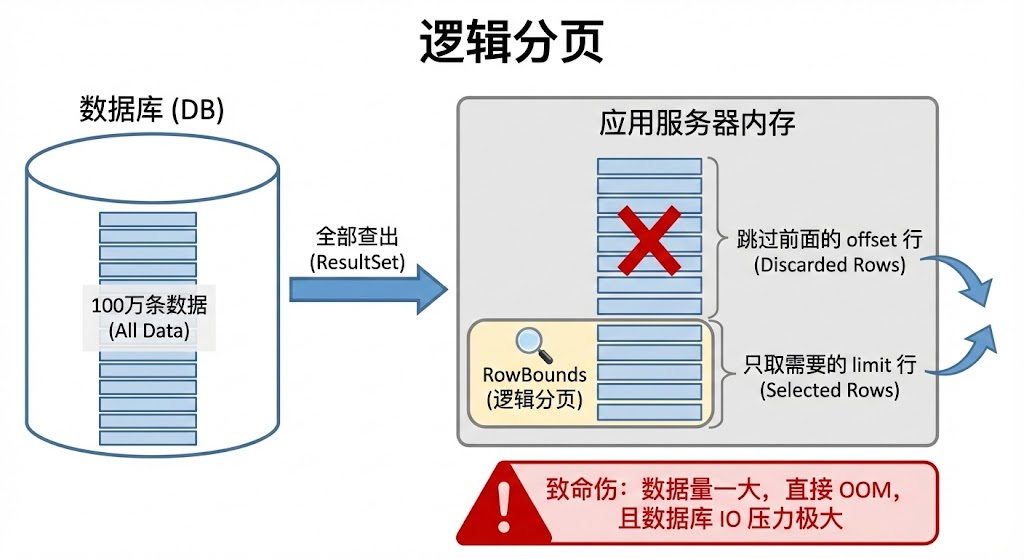 逻辑分页
数据库 (DB)
100万条数据
(All Data)
全部查出
(ResultSet)
应用服务器内存
跳过前面的 offset 行
(Discarded Rows)
RowBounds
(逻辑分页)
只取需要的 limit 行
(Selected Rows)
致命伤：数据量一大，直接 OOM，
且数据库 IO 压力极大